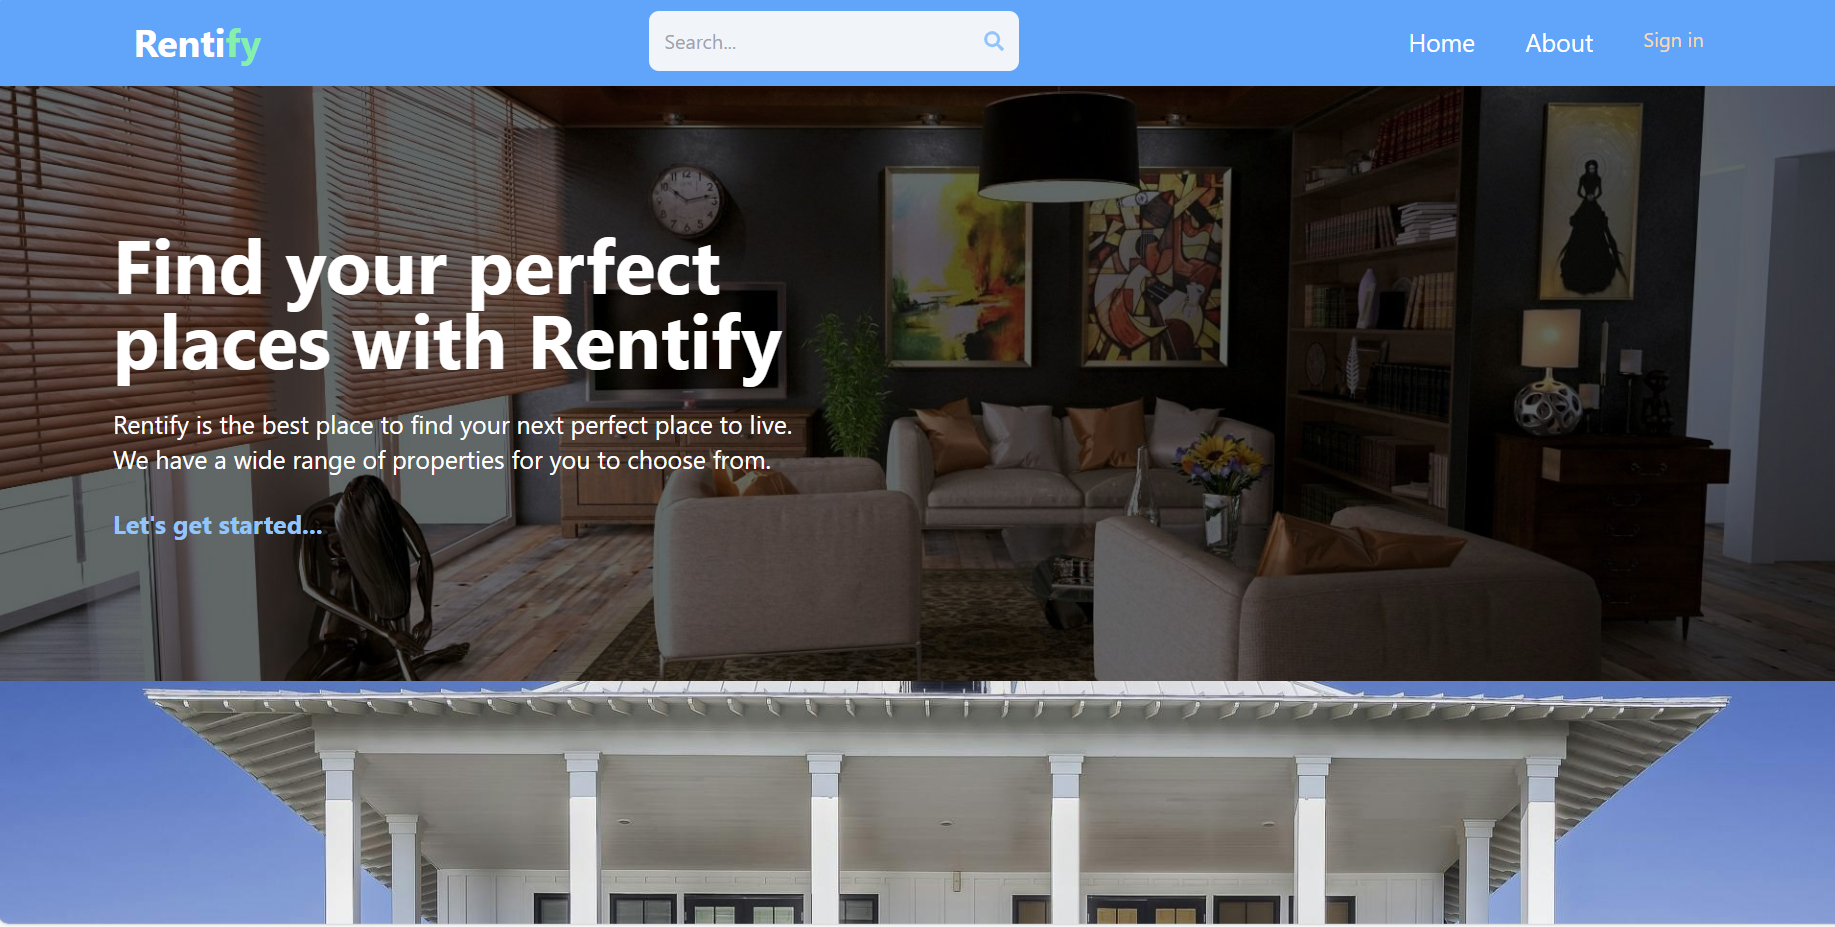 Rentify
Search...
Home
About
Sign in
Find your perfect
places with Rentify
Rentify is the best place to find your next perfect place to live.
We have a wide range of properties for you to choose from.
Let's get started...